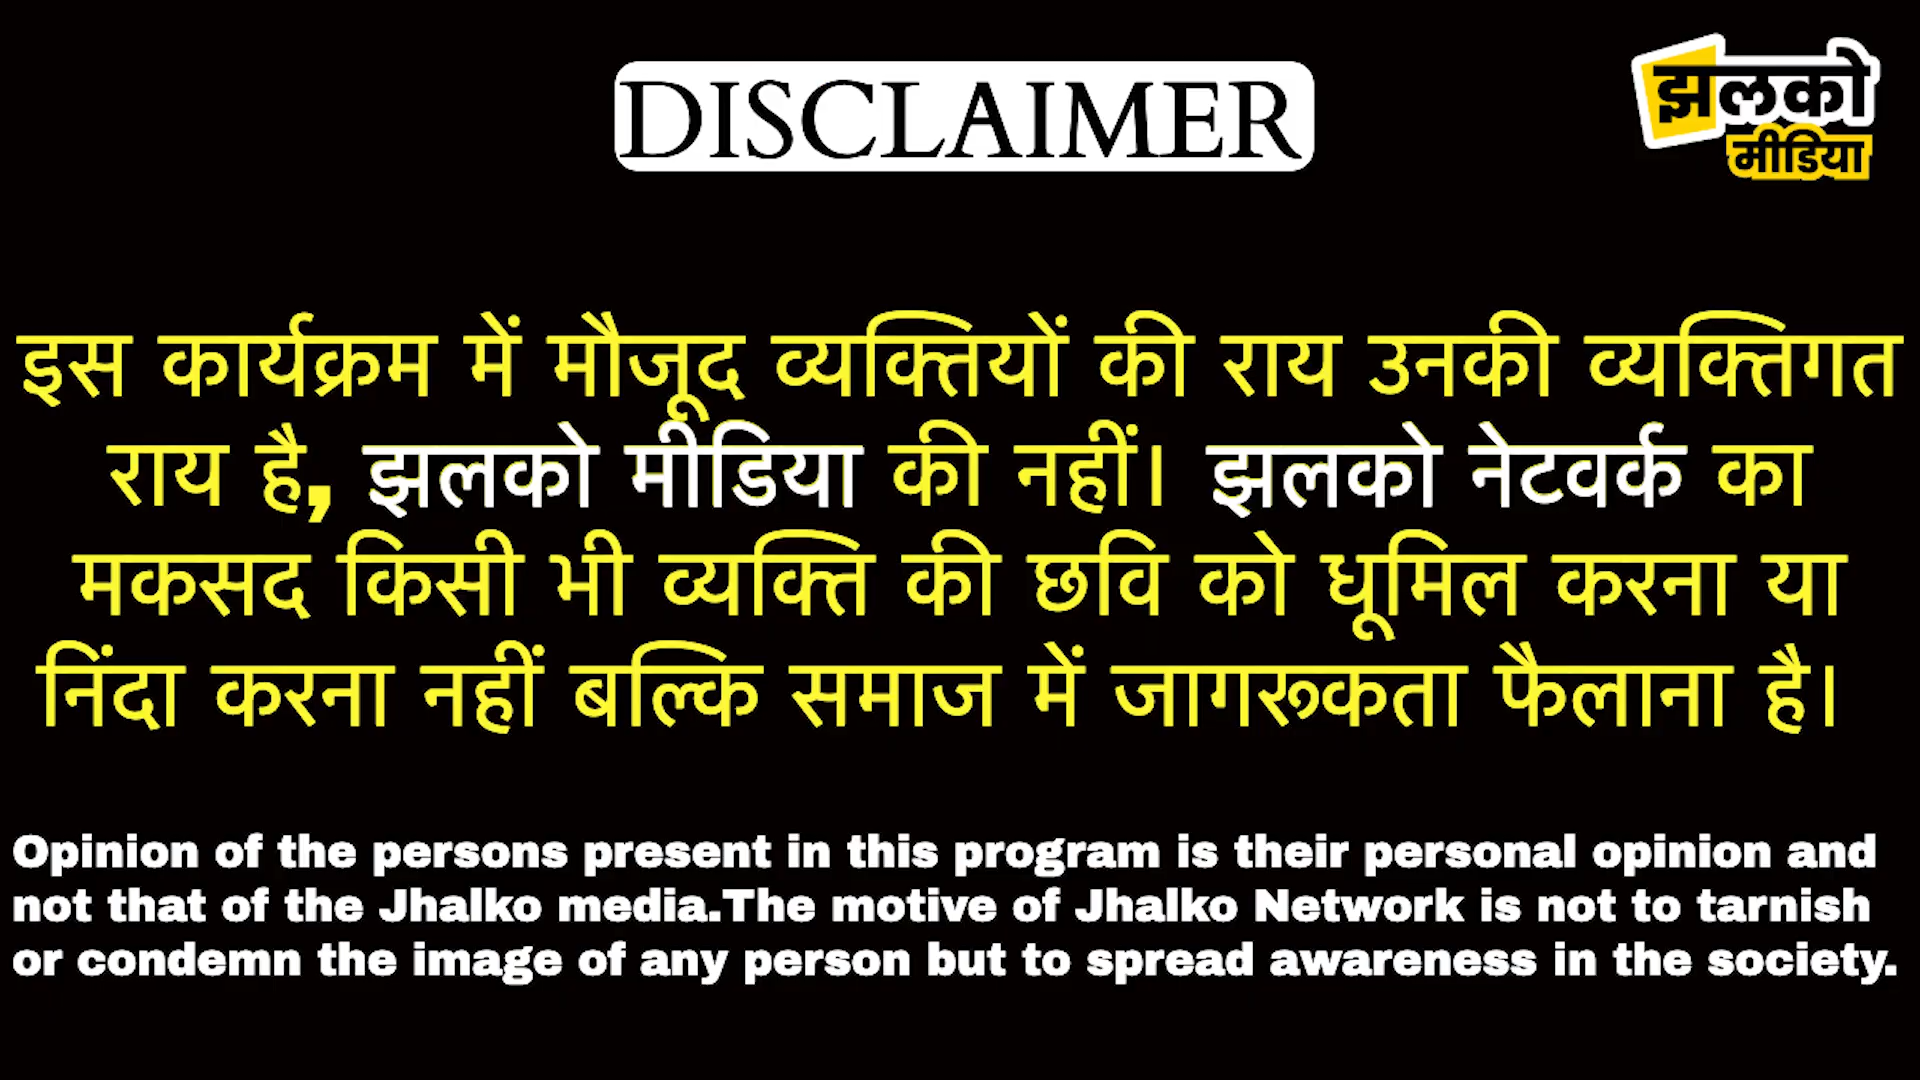 DISCLAIMER
झलको
मीडिया
इस कार्यक्रम में मौजूद व्यक्तियों की राय उनकी व्यक्तिगत
राय है, झलको मीडिया की नहीं। झलको नेटवर्क का
मकसद किसी भी व्यक्ति की छवि को धूमिल करना या
निंदा करना नहीं बल्कि समाज में जागरूकता फैलाना है।
Opinion of the persons present in this program is their personal opinion and
not that of the Jhalko media.The motive of Jhalko Network is not to tarnish
or condemn the image of any person but to spread awareness in the society.